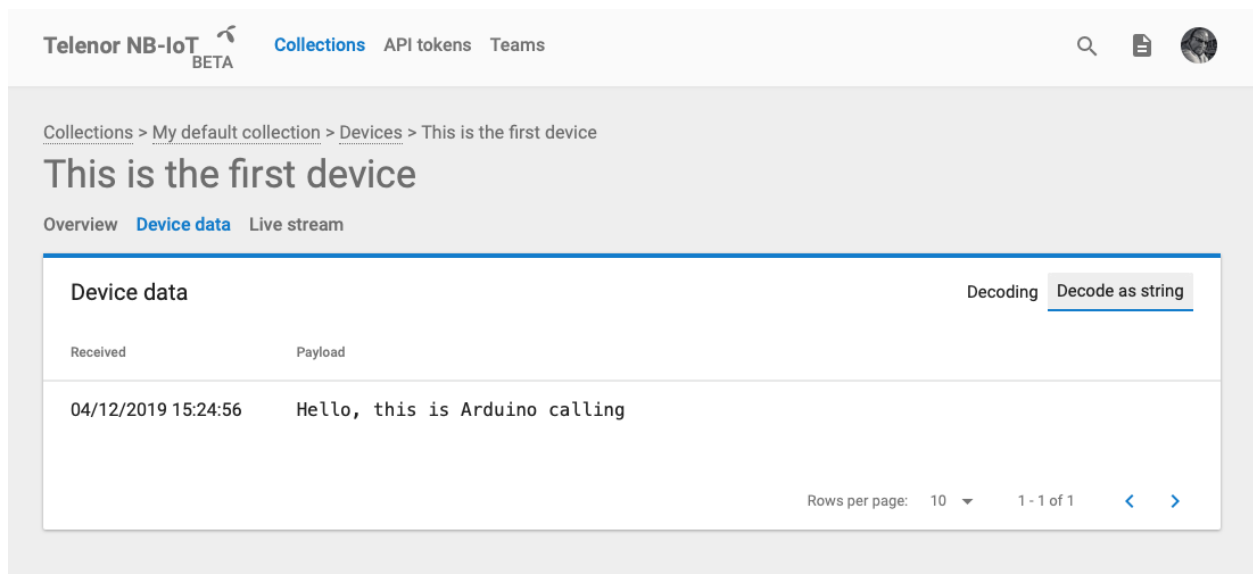 Telenor NB-IoT BETA Collections API tokens Teams
Collections > My default collection > Devices > This is the first device
This is the first device
Overview Device data Live stream
Device data Decoding Decode as string
Received Payload
04/12/2019 15:24:56 Hello, this is Arduino calling
Rows per page: 10 1 - 1 of 1